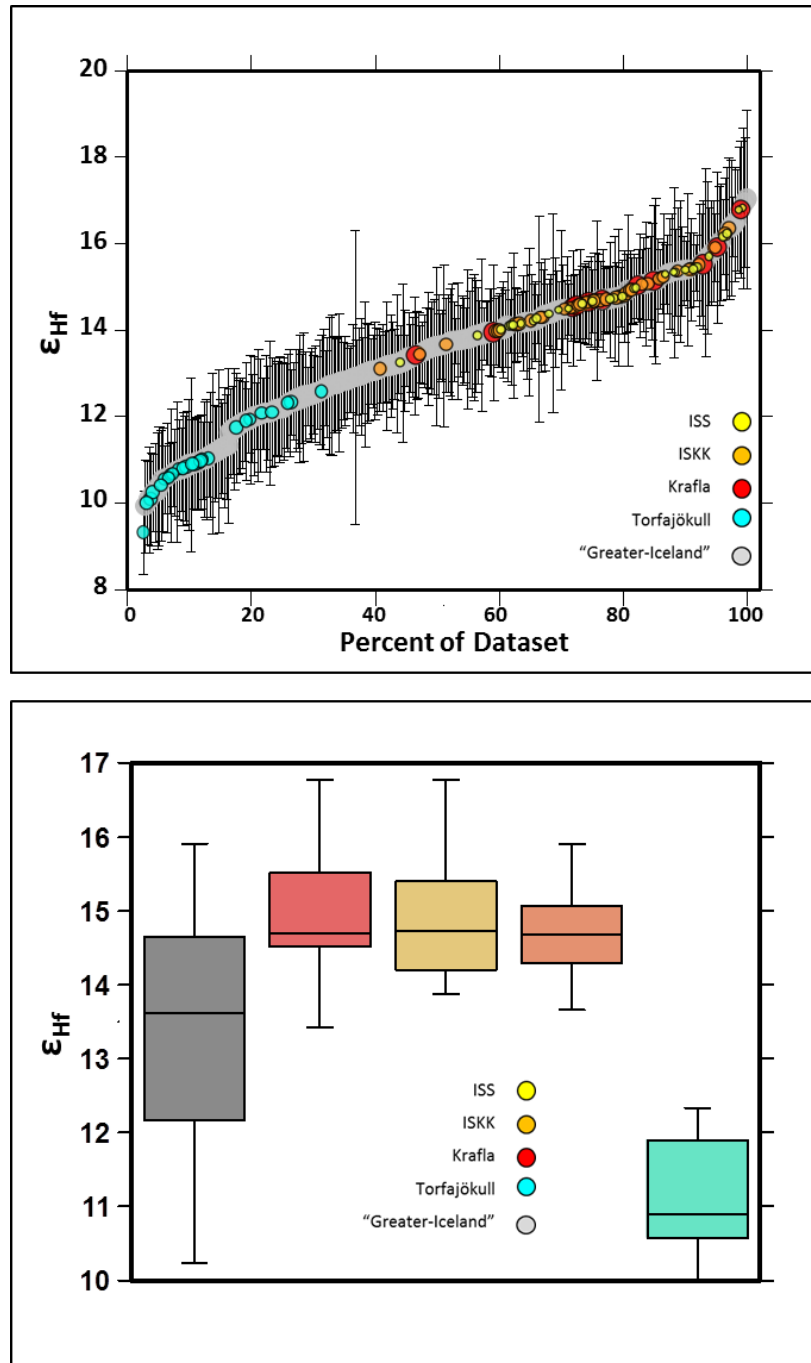 20
18
16
14
12
10
8
εHf
ISS
ISKK
Krafla
Torfajökull
“Greater-Iceland”
0 20 40 60 80 100
Percent of Dataset
17
16
15
14
13
12
11
10
εHf
ISS
ISKK
Krafla
Torfajökull
“Greater-Iceland”